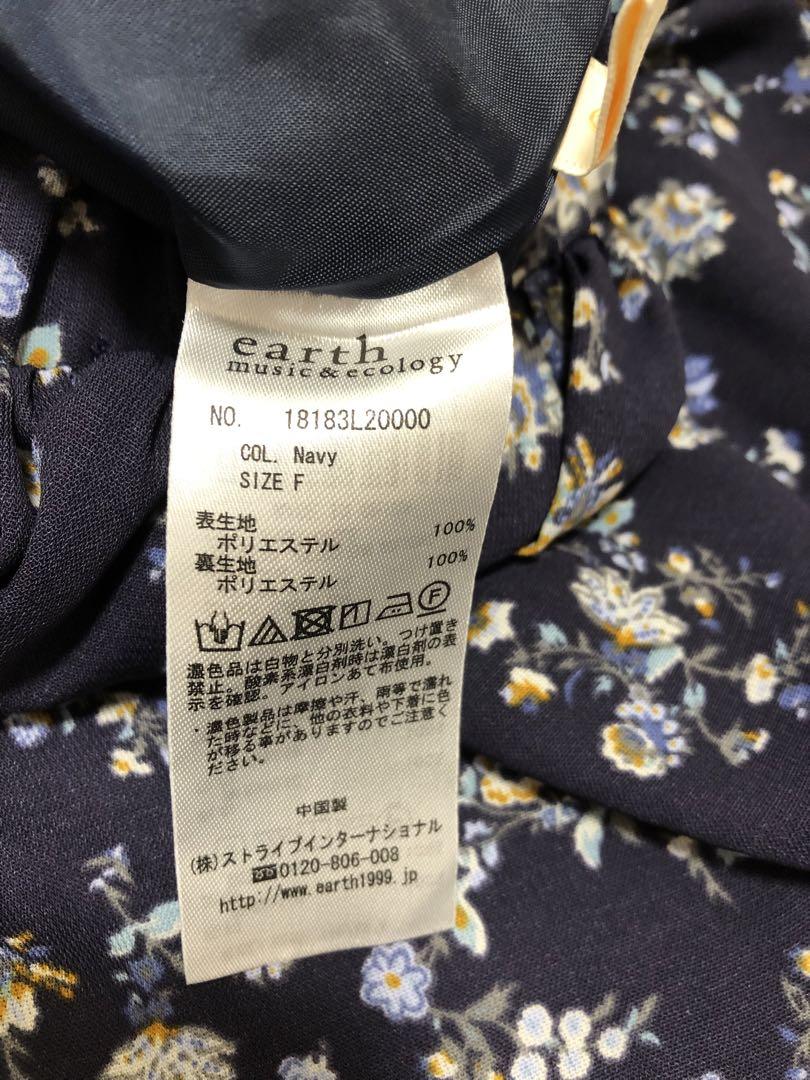 earth
music & ecology
NO. 18183L20000
COL. Navy
SIZE F
表生地
ポリエステル 100%
裏生地
ポリエステル 100%
F
濃色品は白物と分別洗い。つけ置き
禁止。酸素系漂白剤時は漂白剤の表
示を確認。アイロンあて布使用。
・濃色製品は摩擦や汗、雨等で濡れ
た時などに、他の衣料や下着に色
が移る事がありますのでご注意く
ださい。
中国製
(株)ストライプインターナショナル
☎0120-806-008
http://www.earth1999.jp